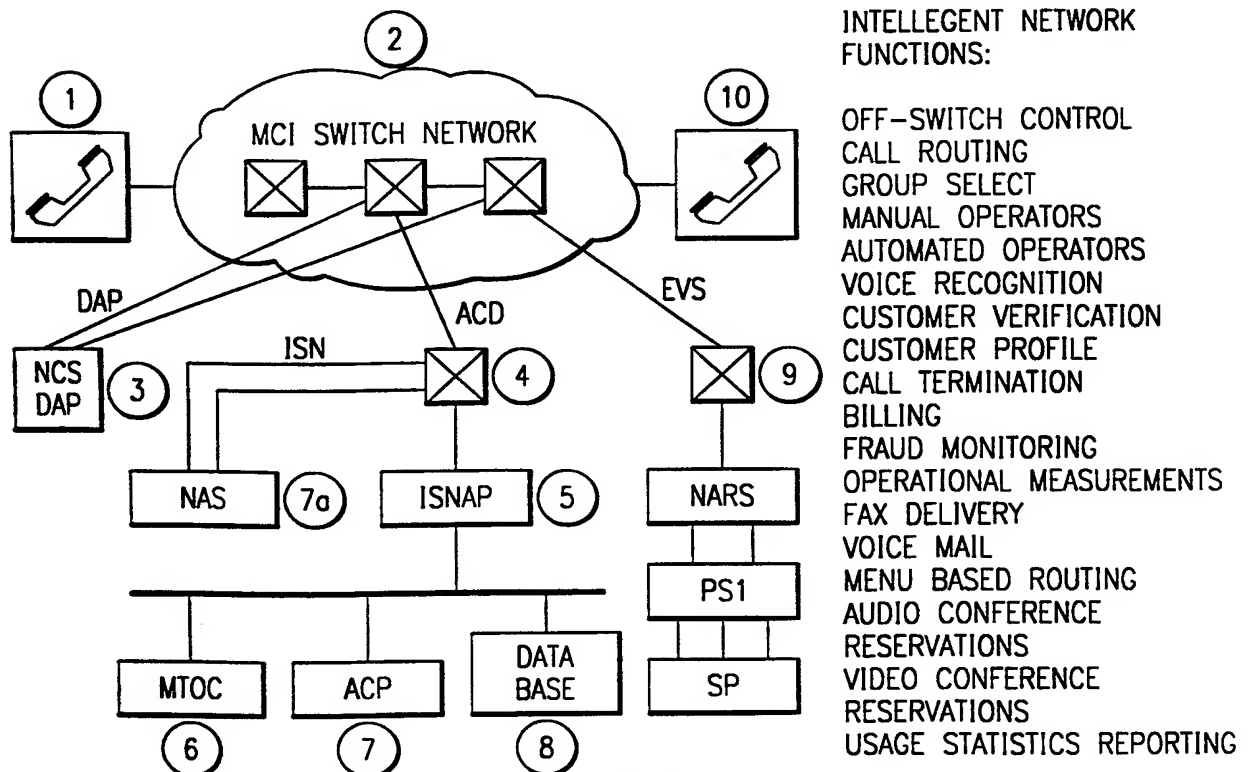 1
2
10
MCI SWITCH NETWORK
DAP
ACD
EVS
ISN
NCS
DAP
3
4
9
NAS
7a
ISNAP
5
NARS
PS1
SP
MTOC
ACP
DATA
BASE
6
7
8
INTELLEGENT NETWORK
FUNCTIONS:
OFF-SWITCH CONTROL
CALL ROUTING
GROUP SELECT
MANUAL OPERATORS
AUTOMATED OPERATORS
VOICE RECOGNITION
CUSTOMER VERIFICATION
CUSTOMER PROFILE
CALL TERMINATION
BILLING
FRAUD MONITORING
OPERATIONAL MEASUREMENTS
FAX DELIVERY
VOICE MAIL
MENU BASED ROUTING
AUDIO CONFERENCE
RESERVATIONS
VIDEO CONFERENCE
RESERVATIONS
USAGE STATISTICS REPORTING